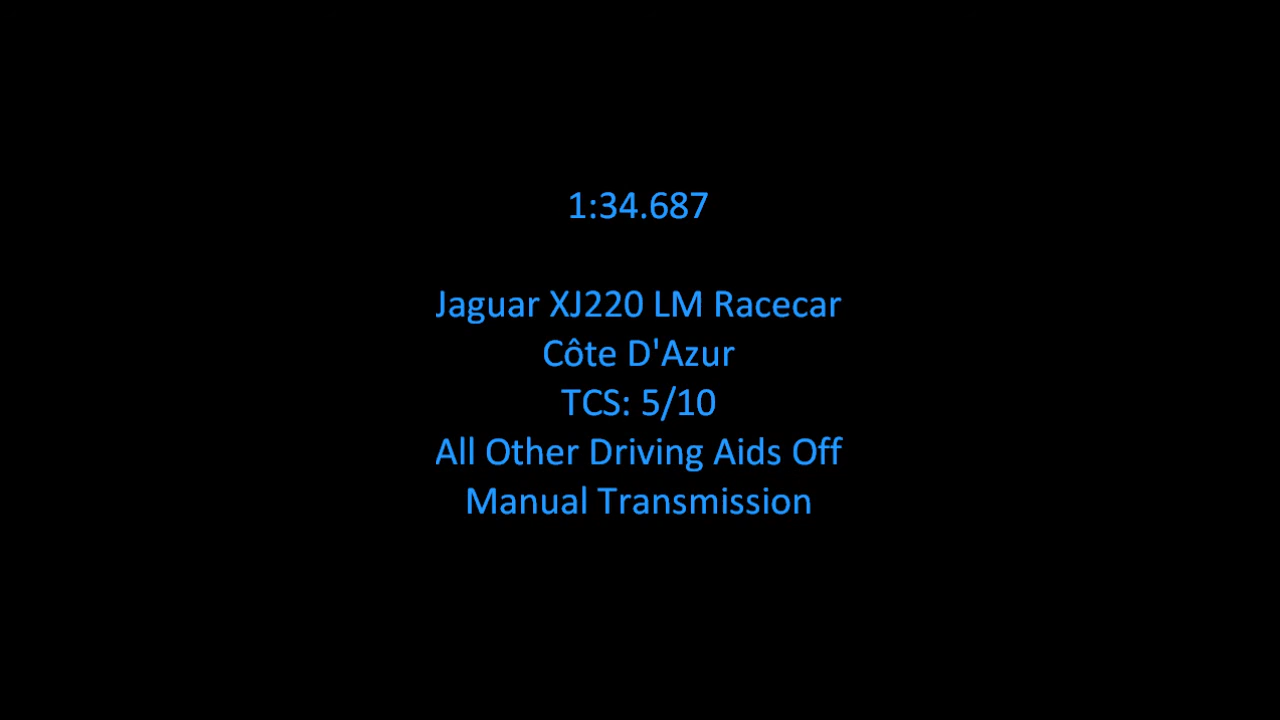 1:34.687
Jaguar XJ220 LM Racecar
Côte D'Azur
TCS: 5/10
All Other Driving Aids Off
Manual Transmission